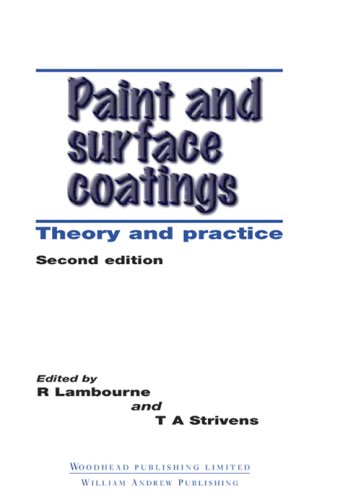 Paint and
surface
coatings
Theory and practice
Second edition
Edited by
R Lambourne
and
T A Strivens
WOODHEAD PUBLISHING LIMITED
WILLIAM ANDREW PUBLISHING